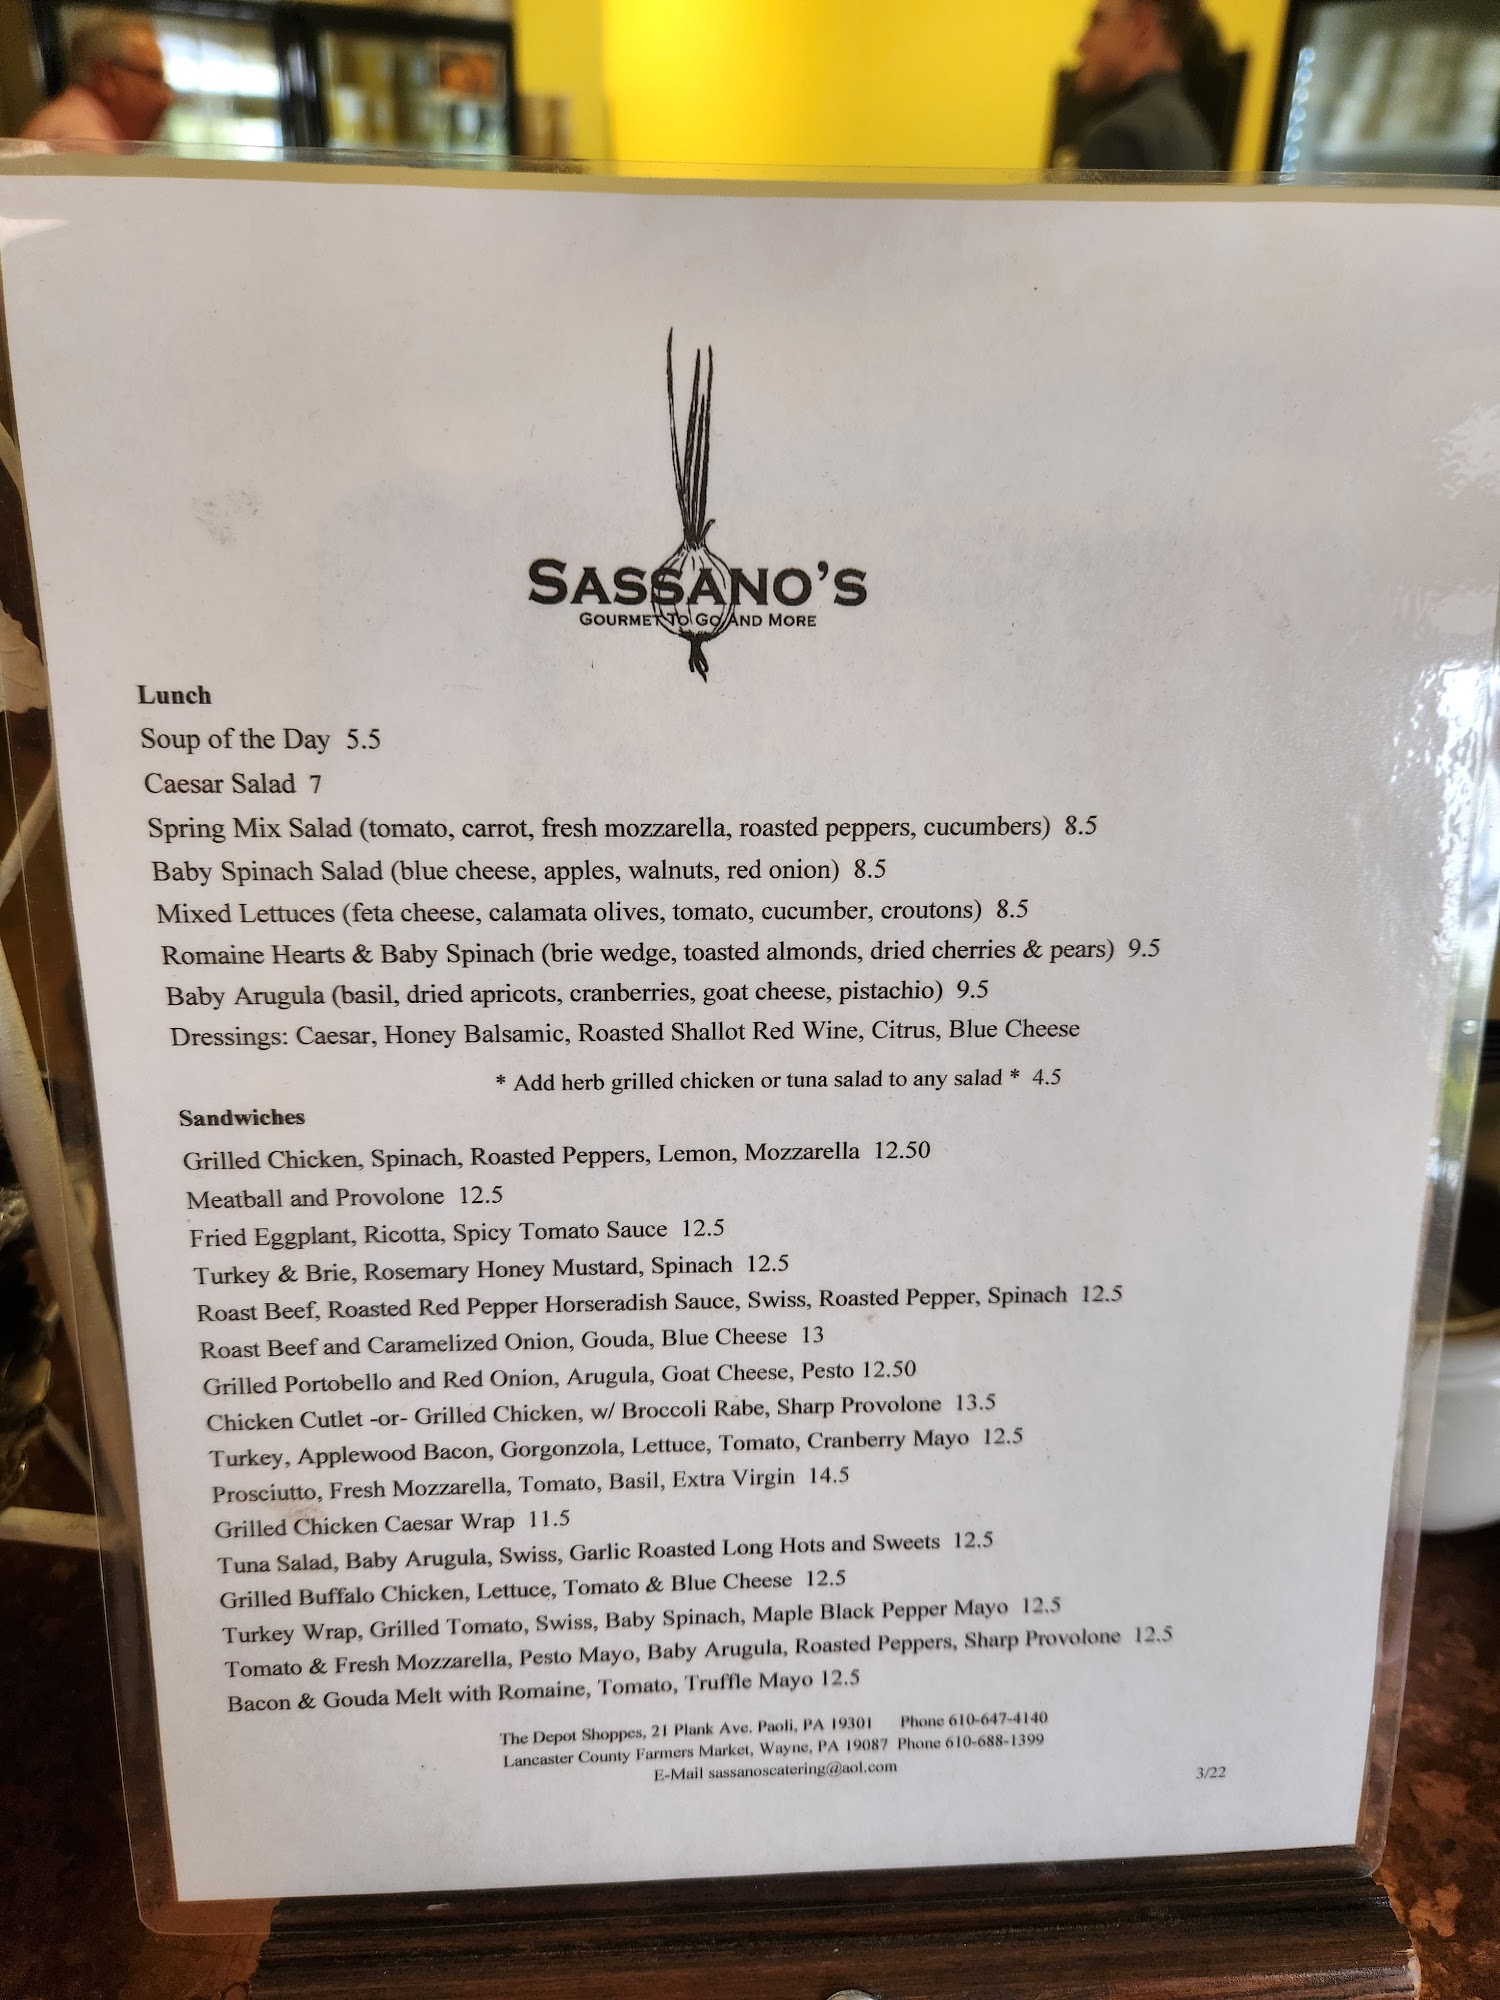 SASSANO'S
GOURMET TO GO AND MORE
Lunch
Soup of the Day 5.5
Caesar Salad 7
Spring Mix Salad (tomato, carrot, fresh mozzarella, roasted peppers, cucumbers) 8.5
Baby Spinach Salad (blue cheese, apples, walnuts, red onion) 8.5
Mixed Lettuces (feta cheese, calamata olives, tomato, cucumber, croutons) 8.5
Romaine Hearts & Baby Spinach (brie wedge, toasted almonds, dried cherries & pears) 9.5
Baby Arugula (basil, dried apricots, cranberries, goat cheese, pistachio) 9.5
Dressings: Caesar, Honey Balsamic, Roasted Shallot Red Wine, Citrus, Blue Cheese
* Add herb grilled chicken or tuna salad to any salad * 4.5
Sandwiches
Grilled Chicken, Spinach, Roasted Peppers, Lemon, Mozzarella 12.50
Meatball and Provolone 12.5
Fried Eggplant, Ricotta, Spicy Tomato Sauce 12.5
Turkey & Brie, Rosemary Honey Mustard, Spinach 12.5
Roast Beef, Roasted Red Pepper Horseradish Sauce, Swiss, Roasted Pepper, Spinach 12.5
Roast Beef and Caramelized Onion, Gouda, Blue Cheese 13
Grilled Portobello and Red Onion, Arugula, Goat Cheese, Pesto 12.50
Chicken Cutlet -or- Grilled Chicken, w/ Broccoli Rabe, Sharp Provolone 13.5
Turkey, Applewood Bacon, Gorgonzola, Lettuce, Tomato, Cranberry Mayo 12.5
Prosciutto, Fresh Mozzarella, Tomato, Basil, Extra Virgin 14.5
Grilled Chicken Caesar Wrap 11.5
Tuna Salad, Baby Arugula, Swiss, Garlic Roasted Long Hots and Sweets 12.5
Grilled Buffalo Chicken, Lettuce, Tomato & Blue Cheese 12.5
Turkey Wrap, Grilled Tomato, Swiss, Baby Spinach, Maple Black Pepper Mayo 12.5
Tomato & Fresh Mozzarella, Pesto Mayo, Baby Arugula, Roasted Peppers, Sharp Provolone 12.5
Bacon & Gouda Melt with Romaine, Tomato, Truffle Mayo 12.5
The Depot Shoppes, 21 Plank Ave. Paoli, PA 19301 Phone 610-647-4140
Lancaster County Farmers Market, Wayne, PA 19087 Phone 610-688-1399
E-Mail sassanoscatering@aol.com
3/22